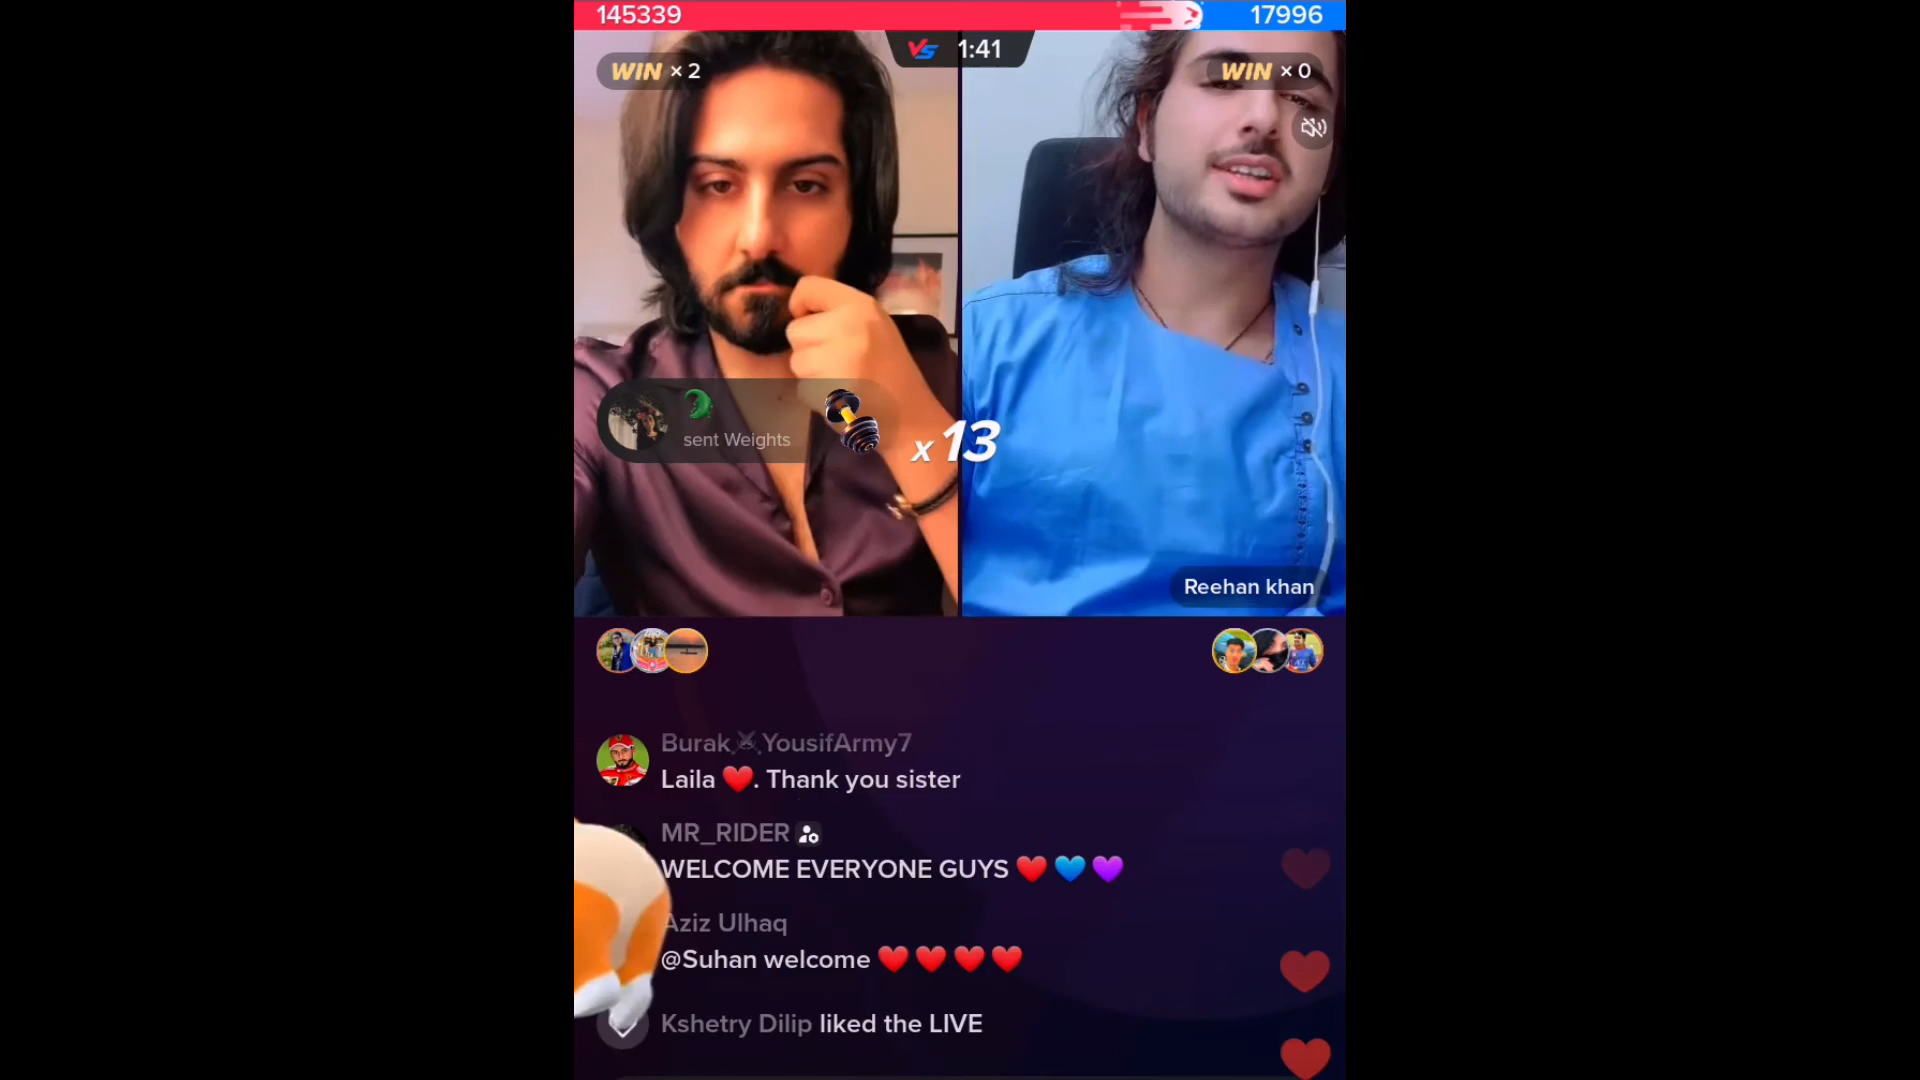 145339
17996
VS 1:41
WIN × 2
WIN × 0
sent Weights
x 13
Reehan khan
Burak⚔YousifArmy7
Laila ❤️. Thank you sister
MR_RIDER
WELCOME EVERYONE GUYS ❤️ 💙 💜
Aziz Ulhaq
@Suhan welcome ❤️ ❤️ ❤️ ❤️
Kshetry Dilip liked the LIVE